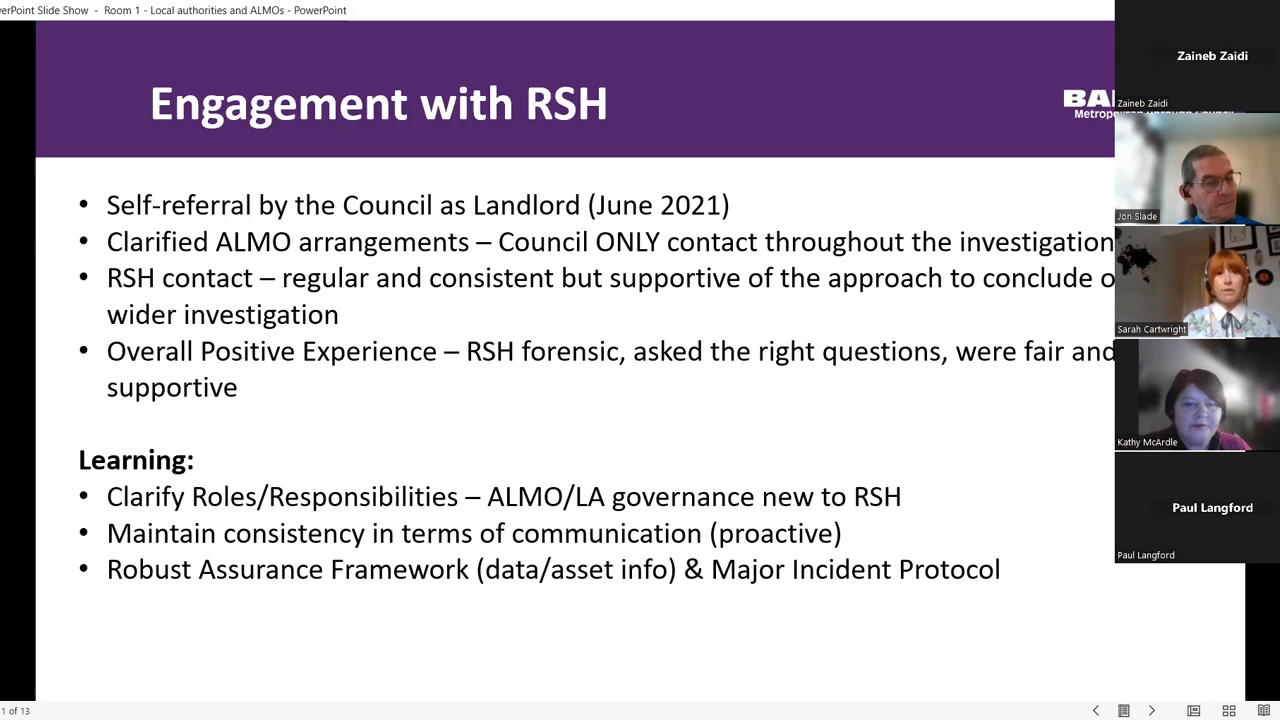 PowerPoint Slide Show - Room 1 - Local authorities and ALMOs - PowerPoint
Engagement with RSH
Metropolitan Borough Council
• Self-referral by the Council as Landlord (June 2021)
• Clarified ALMO arrangements – Council ONLY contact throughout the investigation
• RSH contact – regular and consistent but supportive of the approach to conclude
wider investigation
• Overall Positive Experience – RSH forensic, asked the right questions, were fair and
supportive
Learning:
• Clarify Roles/Responsibilities – ALMO/LA governance new to RSH
• Maintain consistency in terms of communication (proactive)
• Robust Assurance Framework (data/asset info) & Major Incident Protocol
Zaineb Zaidi
Zaineb Zaidi
Jon Slade
Sarah Cartwright
Kathy McArdle
Paul Langford
Paul Langford
1 of 13